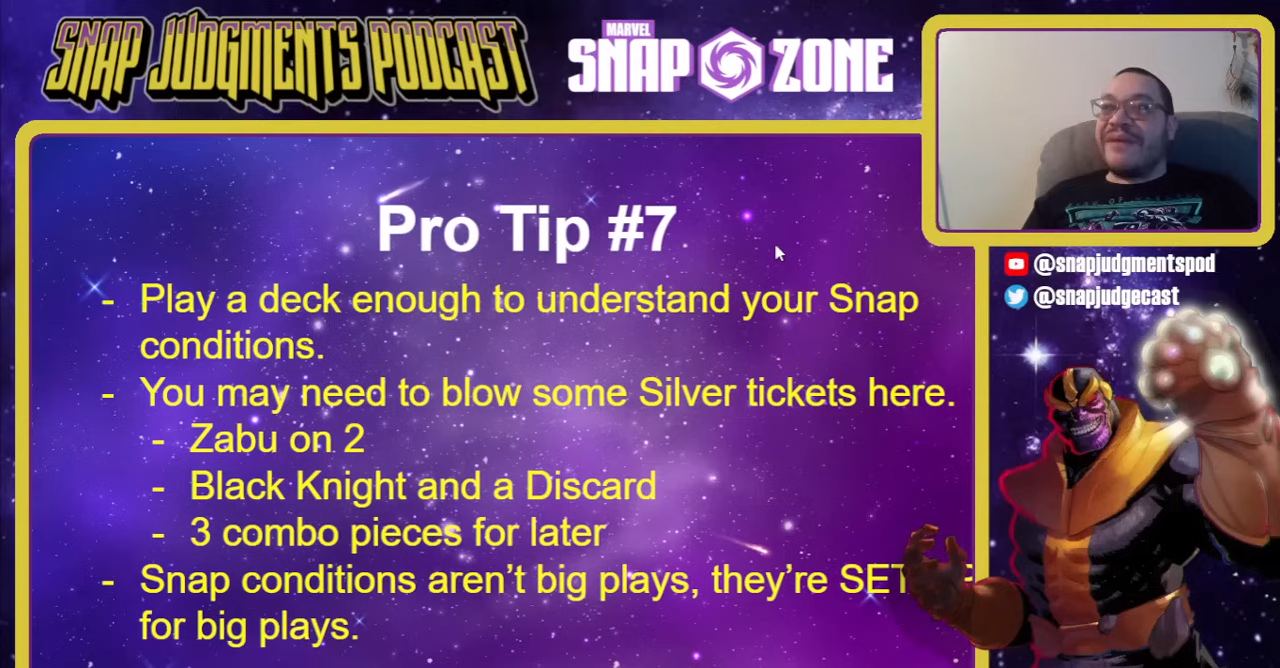 SNAP JUDGMENTS PODCAST
MARVEL
SNAP ZONE
Pro Tip #7
- Play a deck enough to understand your Snap
conditions.
- You may need to blow some Silver tickets here.
- Zabu on 2
- Black Knight and a Discard
- 3 combo pieces for later
- Snap conditions aren't big plays, they're
for big plays.
@snapjudgmentspod
@snapjudgecast